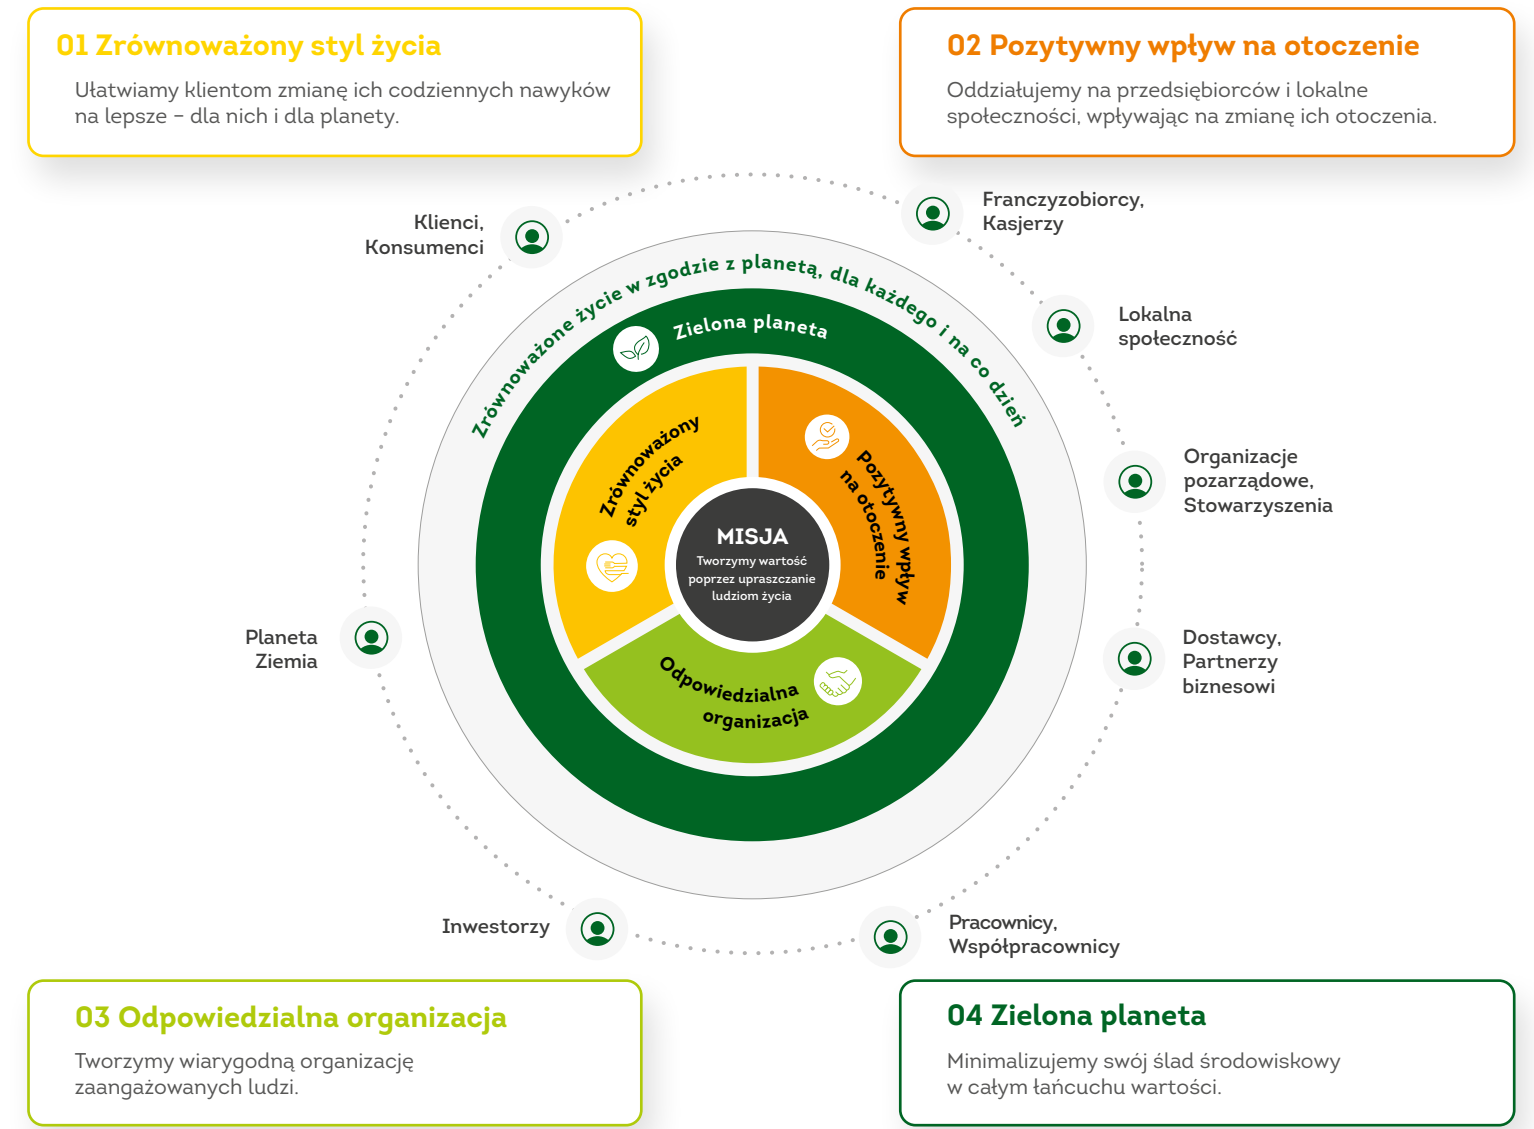 01 Zrównoważony styl życia
Ułatwiamy klientom zmianę ich codziennych nawyków
na lepsze – dla nich i dla planety.
02 Pozytywny wpływ na otoczenie
Oddziałujemy na przedsiębiorców i lokalne
społeczności, wpływając na zmianę ich otoczenia.
Klienci,
Konsumenci
Franczyzobiorcy,
Kasjerzy
Lokalna
społeczność
Organizacje
pozarządowe,
Stowarzyszenia
Dostawcy,
Partnerzy
biznesowi
Pracownicy,
Współpracownicy
Inwestorzy
Planeta
Ziemia
Zrównoważone życie w zgodzie z planetą, dla każdego i na co dzień
Zielona planeta
Zrównoważony
styl życia
Pozytywny wpływ
na otoczenie
Odpowiedzialna
organizacja
MISJA
Tworzymy wartość
poprzez upraszczanie
ludziom życia
03 Odpowiedzialna organizacja
Tworzymy wiarygodną organizację
zaangażowanych ludzi.
04 Zielona planeta
Minimalizujemy swój ślad środowiskowy
w całym łańcuchu wartości.